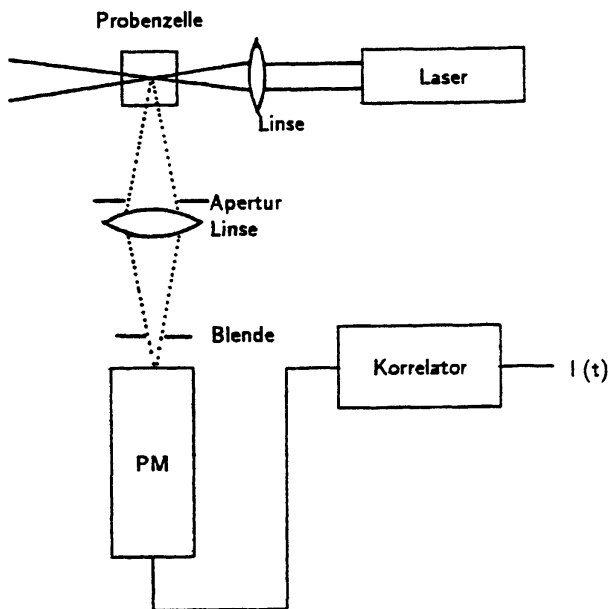 Probenzelle
Laser
Linse
Apertur
Linse
Blende
Korrelator
I (t)
PM